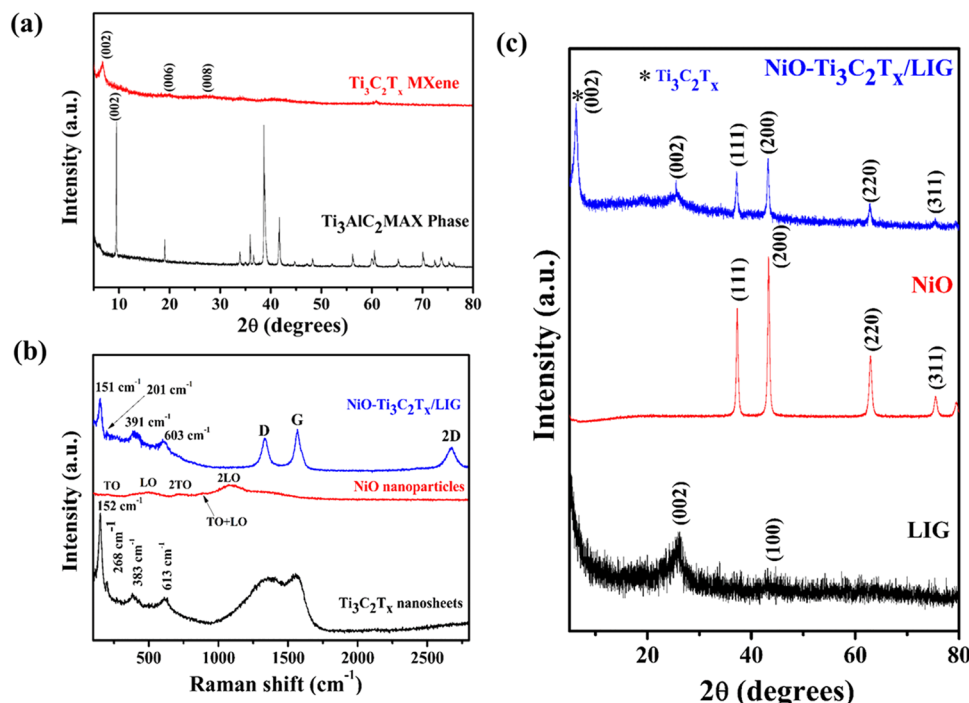 (a)
(002)
(006)
(008)
Ti₃C₂Tₓ MXene
(002)
Ti₃AlC₂ MAX Phase
Intensity (a.u.)
10 20 30 40 50 60 70 80
2θ (degrees)
(b)
151 cm⁻¹
201 cm⁻¹
391 cm⁻¹
603 cm⁻¹
NiO-Ti₃C₂Tₓ/LIG
D
G
2D
NiO nanoparticles
TO
LO
2TO
2LO
TO+LO
152 cm⁻¹
268 cm⁻¹
383 cm⁻¹
613 cm⁻¹
Ti₃C₂Tₓ nanosheets
Intensity (a.u.)
500 1000 1500 2000 2500
Raman shift (cm⁻¹)
(c)
NiO-Ti₃C₂Tₓ/LIG
* Ti₃C₂Tₓ
*
(002)
(002)
(111)
(200)
(220)
(311)
NiO
(111)
(200)
(220)
(311)
LIG
(002)
(100)
Intensity (a.u.)
20 40 60 80
2θ (degrees)